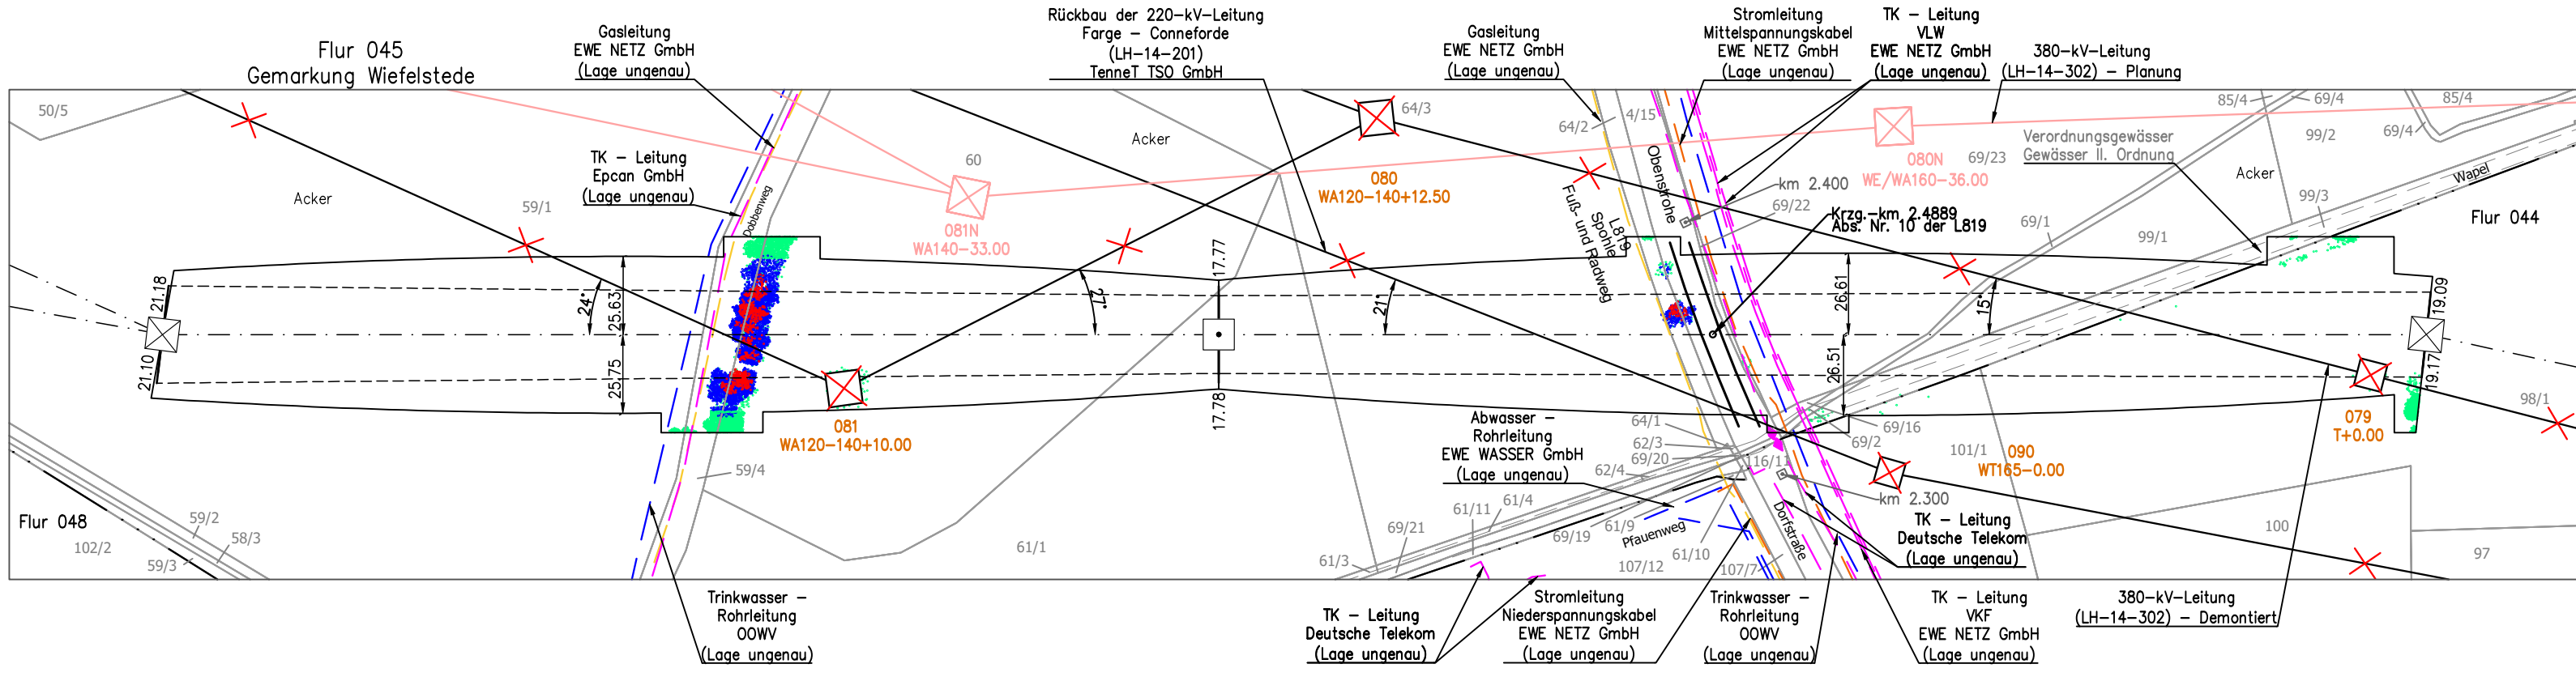 Flur 045
Gemarkung Wiefelstede
Gasleitung
EWE NETZ GmbH
(Lage ungenau)
Rückbau der 220-kV-Leitung
Farge - Conneforde
(LH-14-201)
TenneT TSO GmbH
Gasleitung
EWE NETZ GmbH
(Lage ungenau)
Stromleitung
Mittelspannungskabel
EWE NETZ GmbH
(Lage ungenau)
TK - Leitung
VLW
EWE NETZ GmbH
(Lage ungenau)
380-kV-Leitung
(LH-14-302) - Planung
50/5
59/1
Acker
TK - Leitung
Epcan GmbH
(Lage ungenau)
Dobbenweg
60
081N
WA140-33.00
Acker
64/3
080
WA120-140+12.50
64/2
4/15
Obenstrohe
L819
Spohle
Fuß- und Radweg
km 2.400
69/22
Krzg.-km 2.4889
Abs. Nr. 10 der L819
080N
WE/WA160-36.00
69/23
Verordnungsgewässer
Gewässer II. Ordnung
85/4
69/4
85/4
69/4
99/2
Acker
99/3
Wapel
Flur 044
69/1
99/1
21.18
21.10
24°
25.63
25.75
27°
17.77
17.78
21°
26.61
26.51
15°
19.09
19.17
081
WA120-140+10.00
59/4
Abwasser -
Rohrleitung
EWE WASSER GmbH
(Lage ungenau)
64/1
62/3
69/20
62/4
116/11
69/16
69/2
101/1
090
WT165-0.00
079
T+0.00
98/1
km 2.300
Flur 048
102/2
59/2
58/3
59/3
61/1
61/3
69/21
61/11
61/4
69/19
61/9
Pfauenweg
61/10
107/12
107/7
Dorfstraße
TK - Leitung
Deutsche Telekom
(Lage ungenau)
100
97
Trinkwasser -
Rohrleitung
OOWV
(Lage ungenau)
TK - Leitung
Deutsche Telekom
(Lage ungenau)
Stromleitung
Niederspannungskabel
EWE NETZ GmbH
(Lage ungenau)
Trinkwasser -
Rohrleitung
OOWV
(Lage ungenau)
TK - Leitung
VKF
EWE NETZ GmbH
(Lage ungenau)
380-kV-Leitung
(LH-14-302) - Demontiert